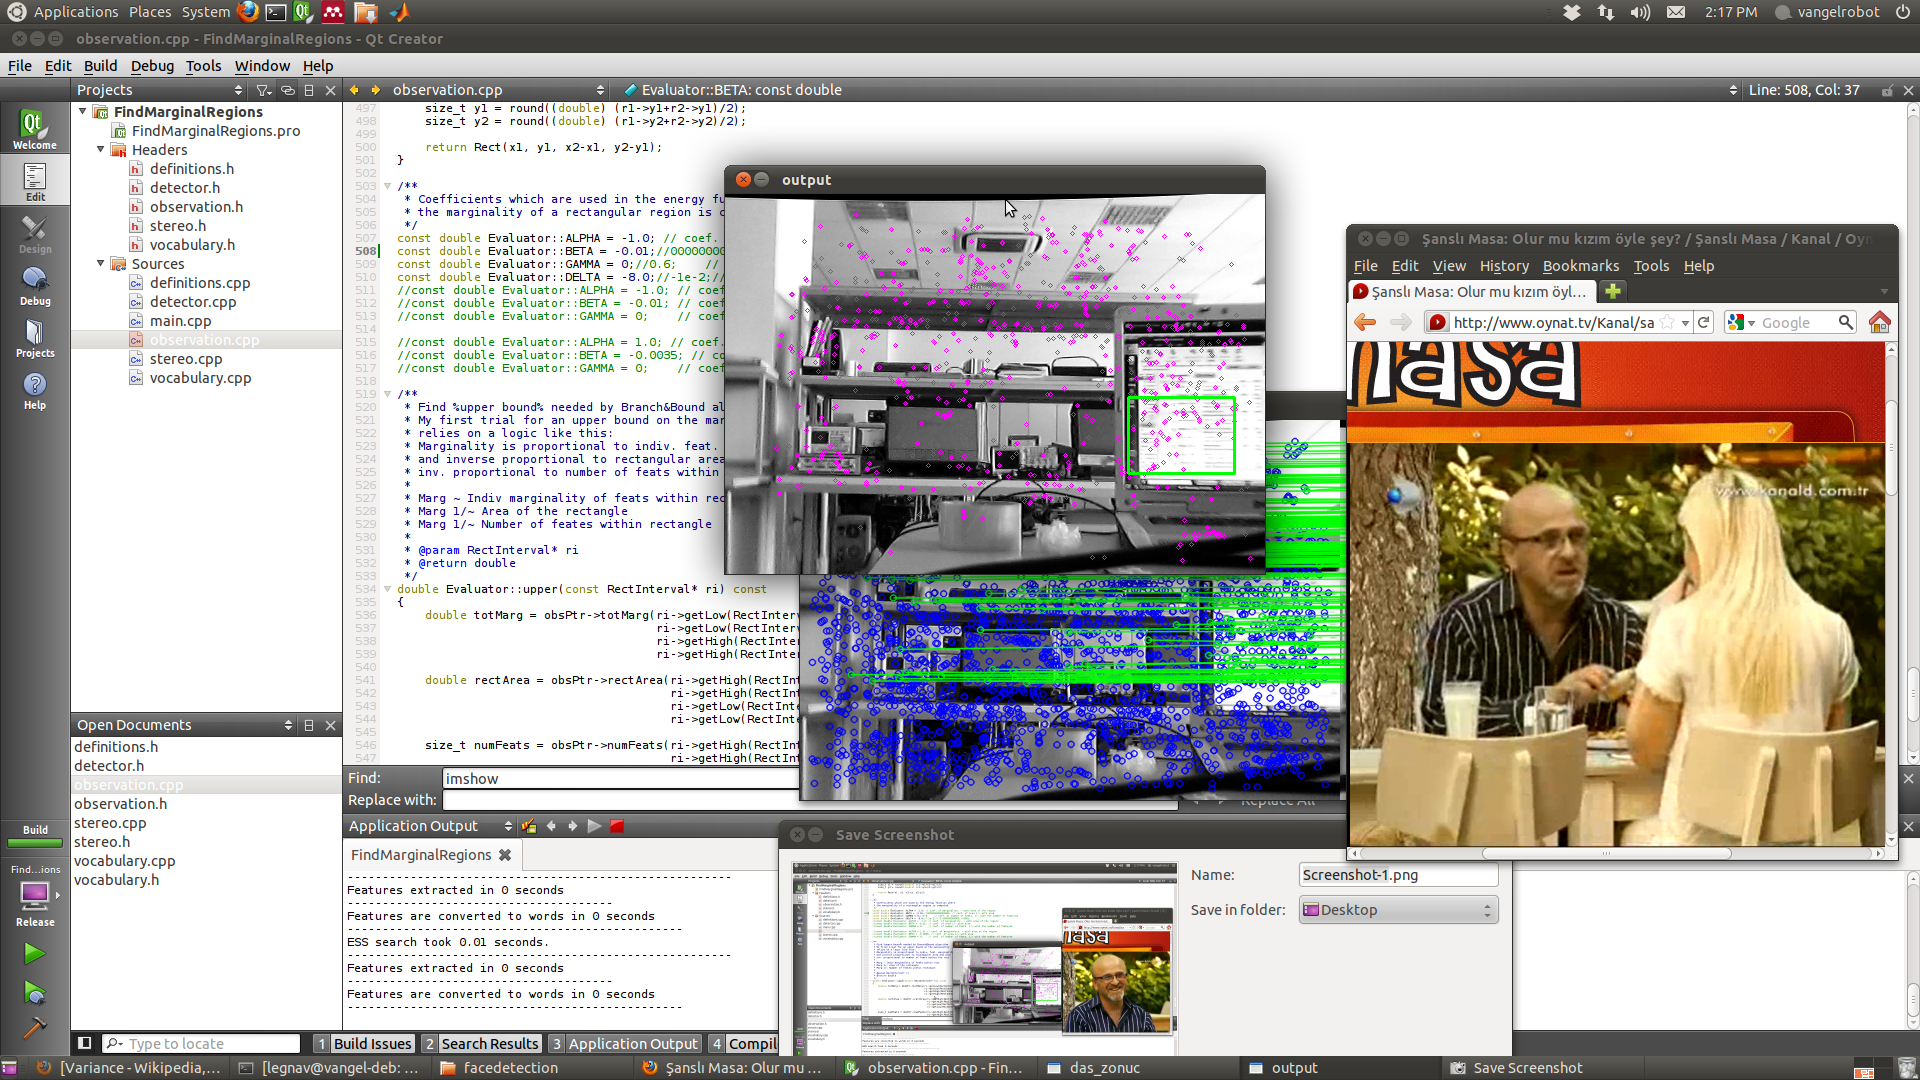 Applications Places System
2:17 PM vangelrobot
observation.cpp - FindMarginalRegions - Qt Creator
File Edit Build Debug Tools Window Help
Projects
observation.cpp
Evaluator::BETA: const double
Line: 508, Col: 37
Welcome
Edit
Design
Debug
Projects
Help
FindMarginalRegions
FindMarginalRegions.pro
Headers
definitions.h
detector.h
observation.h
stereo.h
vocabulary.h
Sources
definitions.cpp
detector.cpp
main.cpp
observation.cpp
stereo.cpp
vocabulary.cpp
497 size_t y1 = round((double) (r1->y1+r2->y1)/2);
498 size_t y2 = round((double) (r1->y2+r2->y2)/2);
499
500 return Rect(x1, y1, x2-x1, y2-y1);
501 }
502
503 /**
504 * Coefficients which are used in the energy fu
505 * the marginality of a rectangular region is c
506 */
507 const double Evaluator::ALPHA = -1.0; // coef.
508 const double Evaluator::BETA = -0.01;//00000000
509 const double Evaluator::GAMMA = 0;//0.6; //
510 const double Evaluator::DELTA = -8.0;//-1e-2;//
511 //const double Evaluator::ALPHA = -1.0; // coef.
512 //const double Evaluator::BETA = -0.01; // coef
513 //const double Evaluator::GAMMA = 0; // coef
514
515 //const double Evaluator::ALPHA = 1.0; // coef.
516 //const double Evaluator::BETA = -0.0035; // co
517 //const double Evaluator::GAMMA = 0; // coef
518
519 /**
520 * Find %upper bound% needed by Branch&Bound al
521 * My first trial for an upper bound on the mar
522 * relies on a logic like this:
523 * Marginality is proportional to indiv. feat.
524 * and inverse proportional to rectangular area
525 * inv. proportional to number of feats within
526 *
527 * Marg ~ Indiv marginality of feats within rec
528 * Marg 1/~ Area of the rectangle
529 * Marg 1/~ Number of feates within rectangle
530 *
531 * @param RectInterval* ri
532 * @return double
533 */
534 double Evaluator::upper(const RectInterval* ri) const
535 {
536 double totMarg = obsPtr->totMarg(ri->getLow(RectInterv
537 ri->getLow(RectInterv
538 ri->getHigh(RectInter
539 ri->getHigh(RectInter
540
541 double rectArea = obsPtr->rectArea(ri->getHigh(RectInt
542 ri->getHigh(RectInt
543 ri->getLow(RectInte
544 ri->getLow(RectInte
545
546 size_t numFeats = obsPtr->numFeats(ri->getHigh(RectInt
547 ri->getHigh(RectInt
output
Şanslı Masa: Olur mu kızım öyle şey? / Şanslı Masa / Kanal / Oyn
File Edit View History Bookmarks Tools Help
Şanslı Masa: Olur mu kızım öyl...
http://www.oynat.tv/Kanal/sa
Google
masa
www.kanald.com.tr
Open Documents
definitions.h
detector.h
observation.cpp
observation.h
stereo.cpp
stereo.h
vocabulary.cpp
vocabulary.h
Find: imshow
Replace with:
Replace All
Application Output
FindMarginalRegions
Features extracted in 0 seconds
Features are converted to words in 0 seconds
ESS search took 0.01 seconds.
Features extracted in 0 seconds
Features are converted to words in 0 seconds
Build
Find...ions
Release
Save Screenshot
Name: Screenshot-1.png
Save in folder: Desktop
Type to locate
1 Build Issues 2 Search Results 3 Application Output 4 Compil
[Variance - Wikipedia,... [legnav@vangel-deb: ... facedetection Şanslı Masa: Olur mu ... observation.cpp - Fin... das_zonuc output Save Screenshot